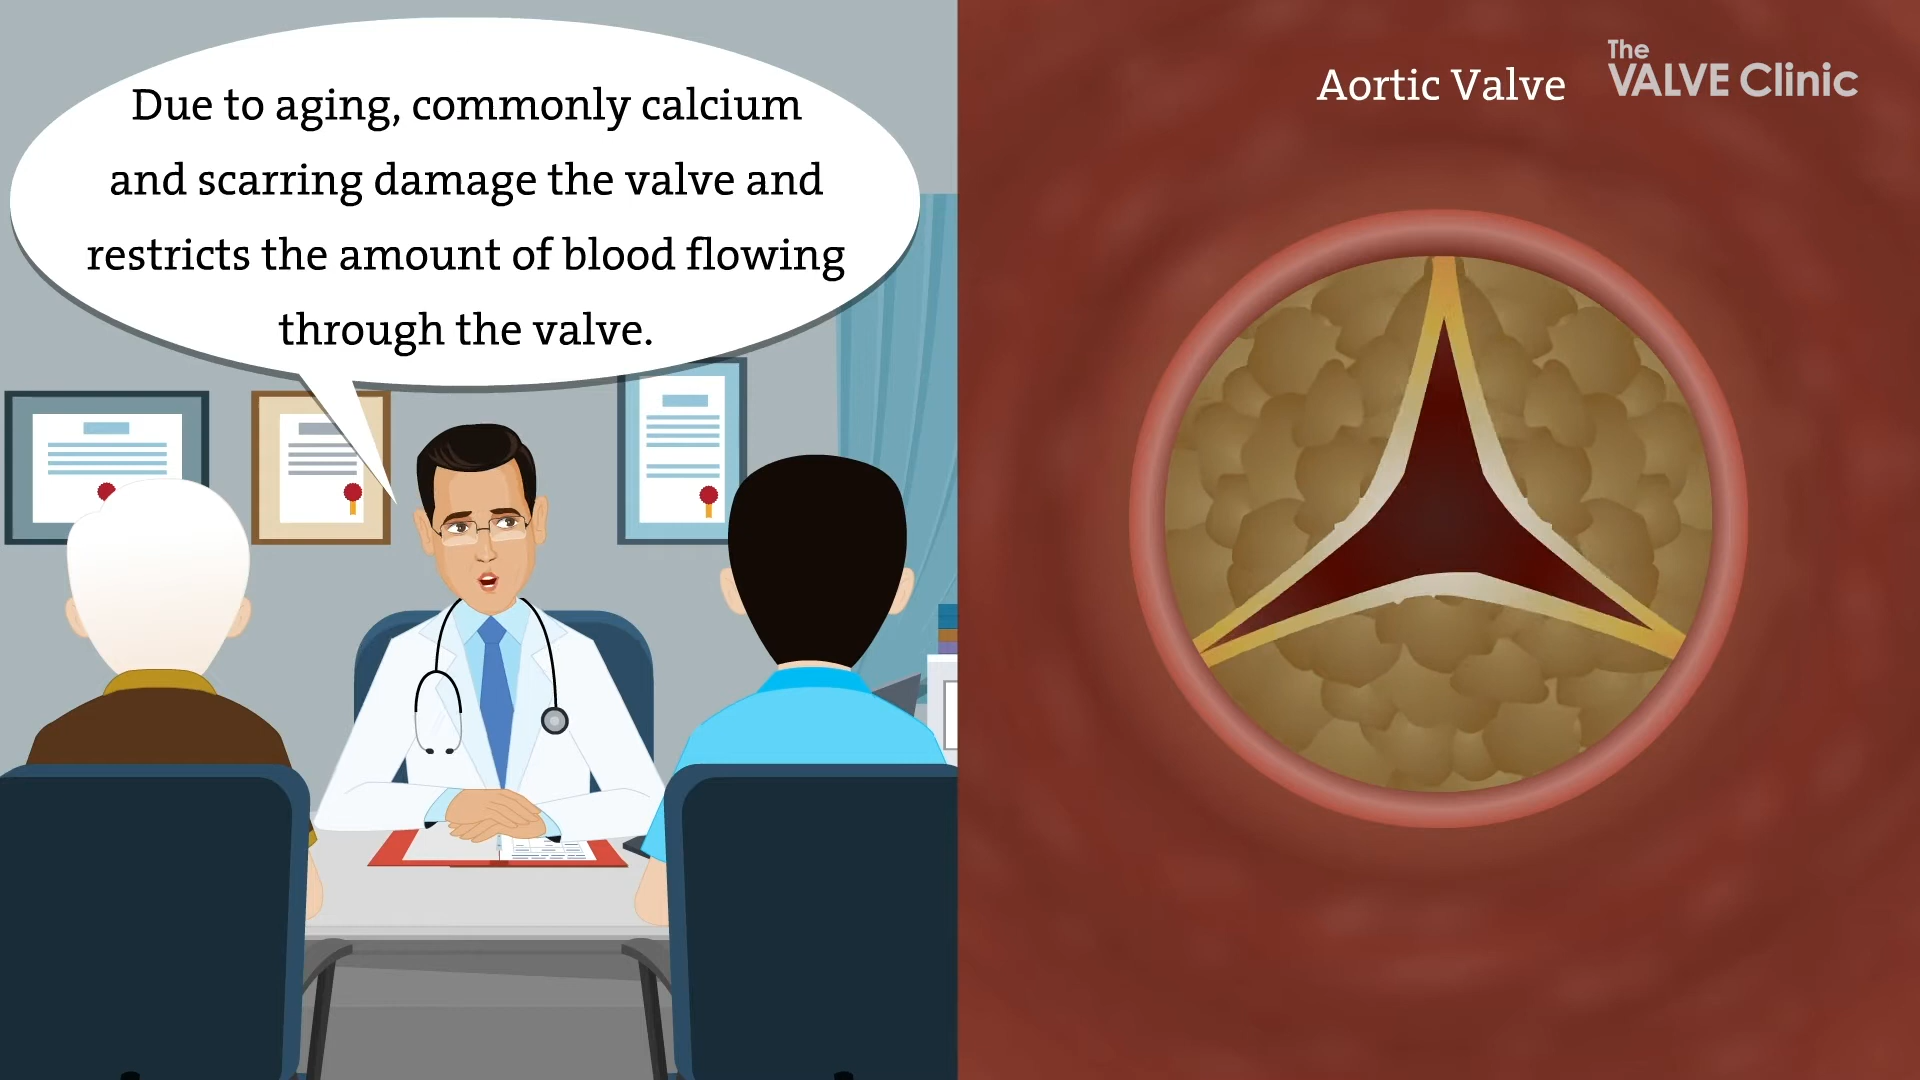 Due to aging, commonly calcium
and scarring damage the valve and
restricts the amount of blood flowing
through the valve.
Aortic Valve
The
VALVE Clinic